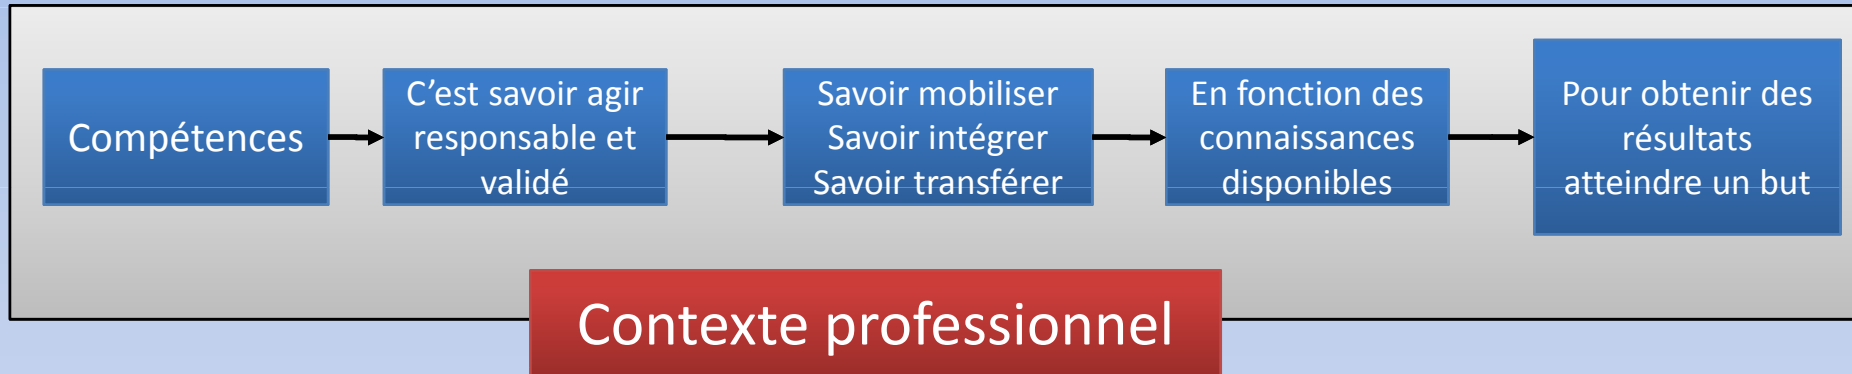 Compétences
C’est savoir agir
responsable et
validé
Savoir mobiliser
Savoir intégrer
Savoir transférer
En fonction des
connaissances
disponibles
Pour obtenir des
résultats
atteindre un but
Contexte professionnel